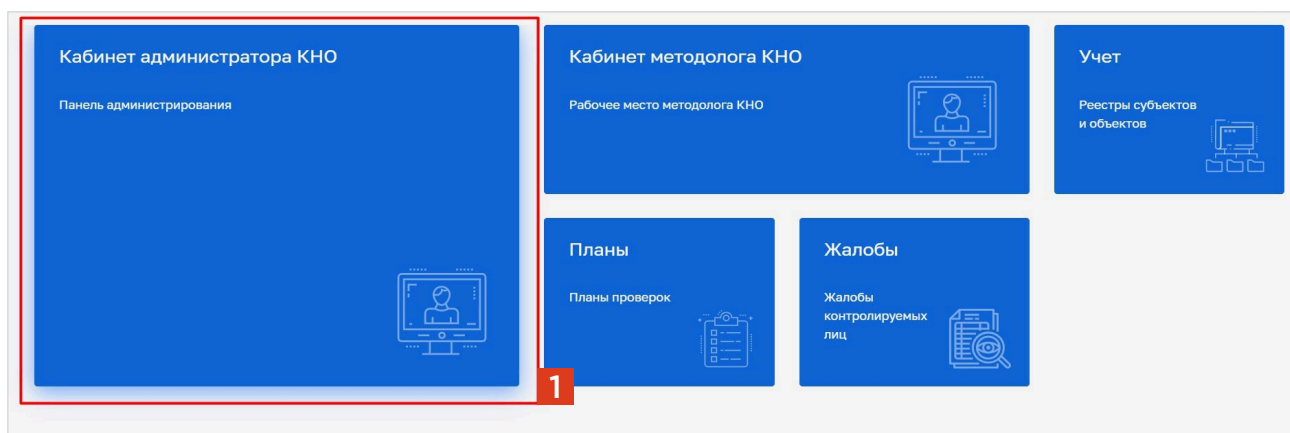 Кабинет администратора КНО
Панель администрирования
Кабинет методолога КНО
Рабочее место методолога КНО
Учет
Реестры субъектов
и объектов
Планы
Планы проверок
Жалобы
Жалобы
контролируемых
лиц
1